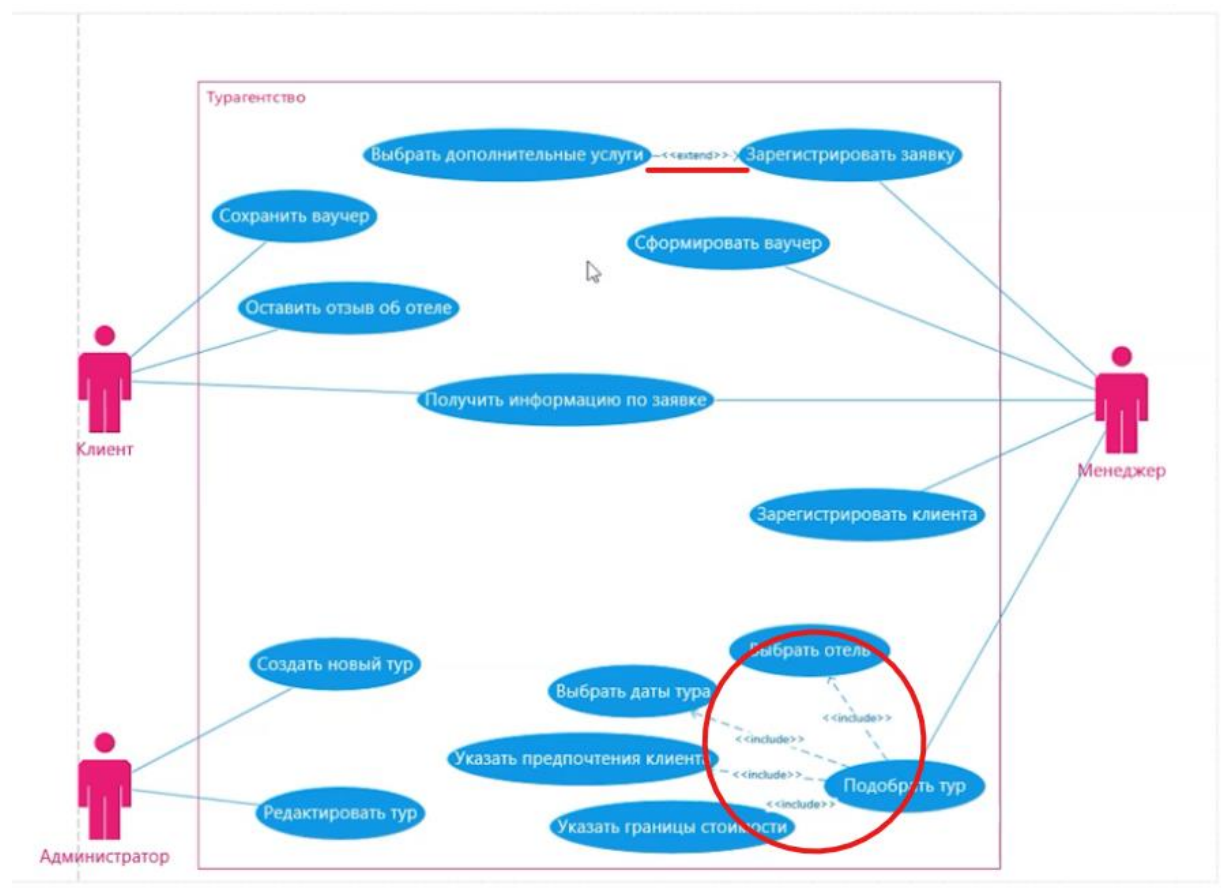 Турагентство
Выбрать дополнительные услуги
<<extend>>
Зарегистрировать заявку
Сохранить ваучер
Сформировать ваучер
Оставить отзыв об отеле
Получить информацию по заявке
Клиент
Менеджер
Зарегистрировать клиента
Выбрать отель
Создать новый тур
Выбрать даты тура
<<include>>
<<include>>
Указать предпочтения клиента
<<include>>
Подобрать тур
<<include>>
Редактировать тур
Указать границы стоимости
Администратор